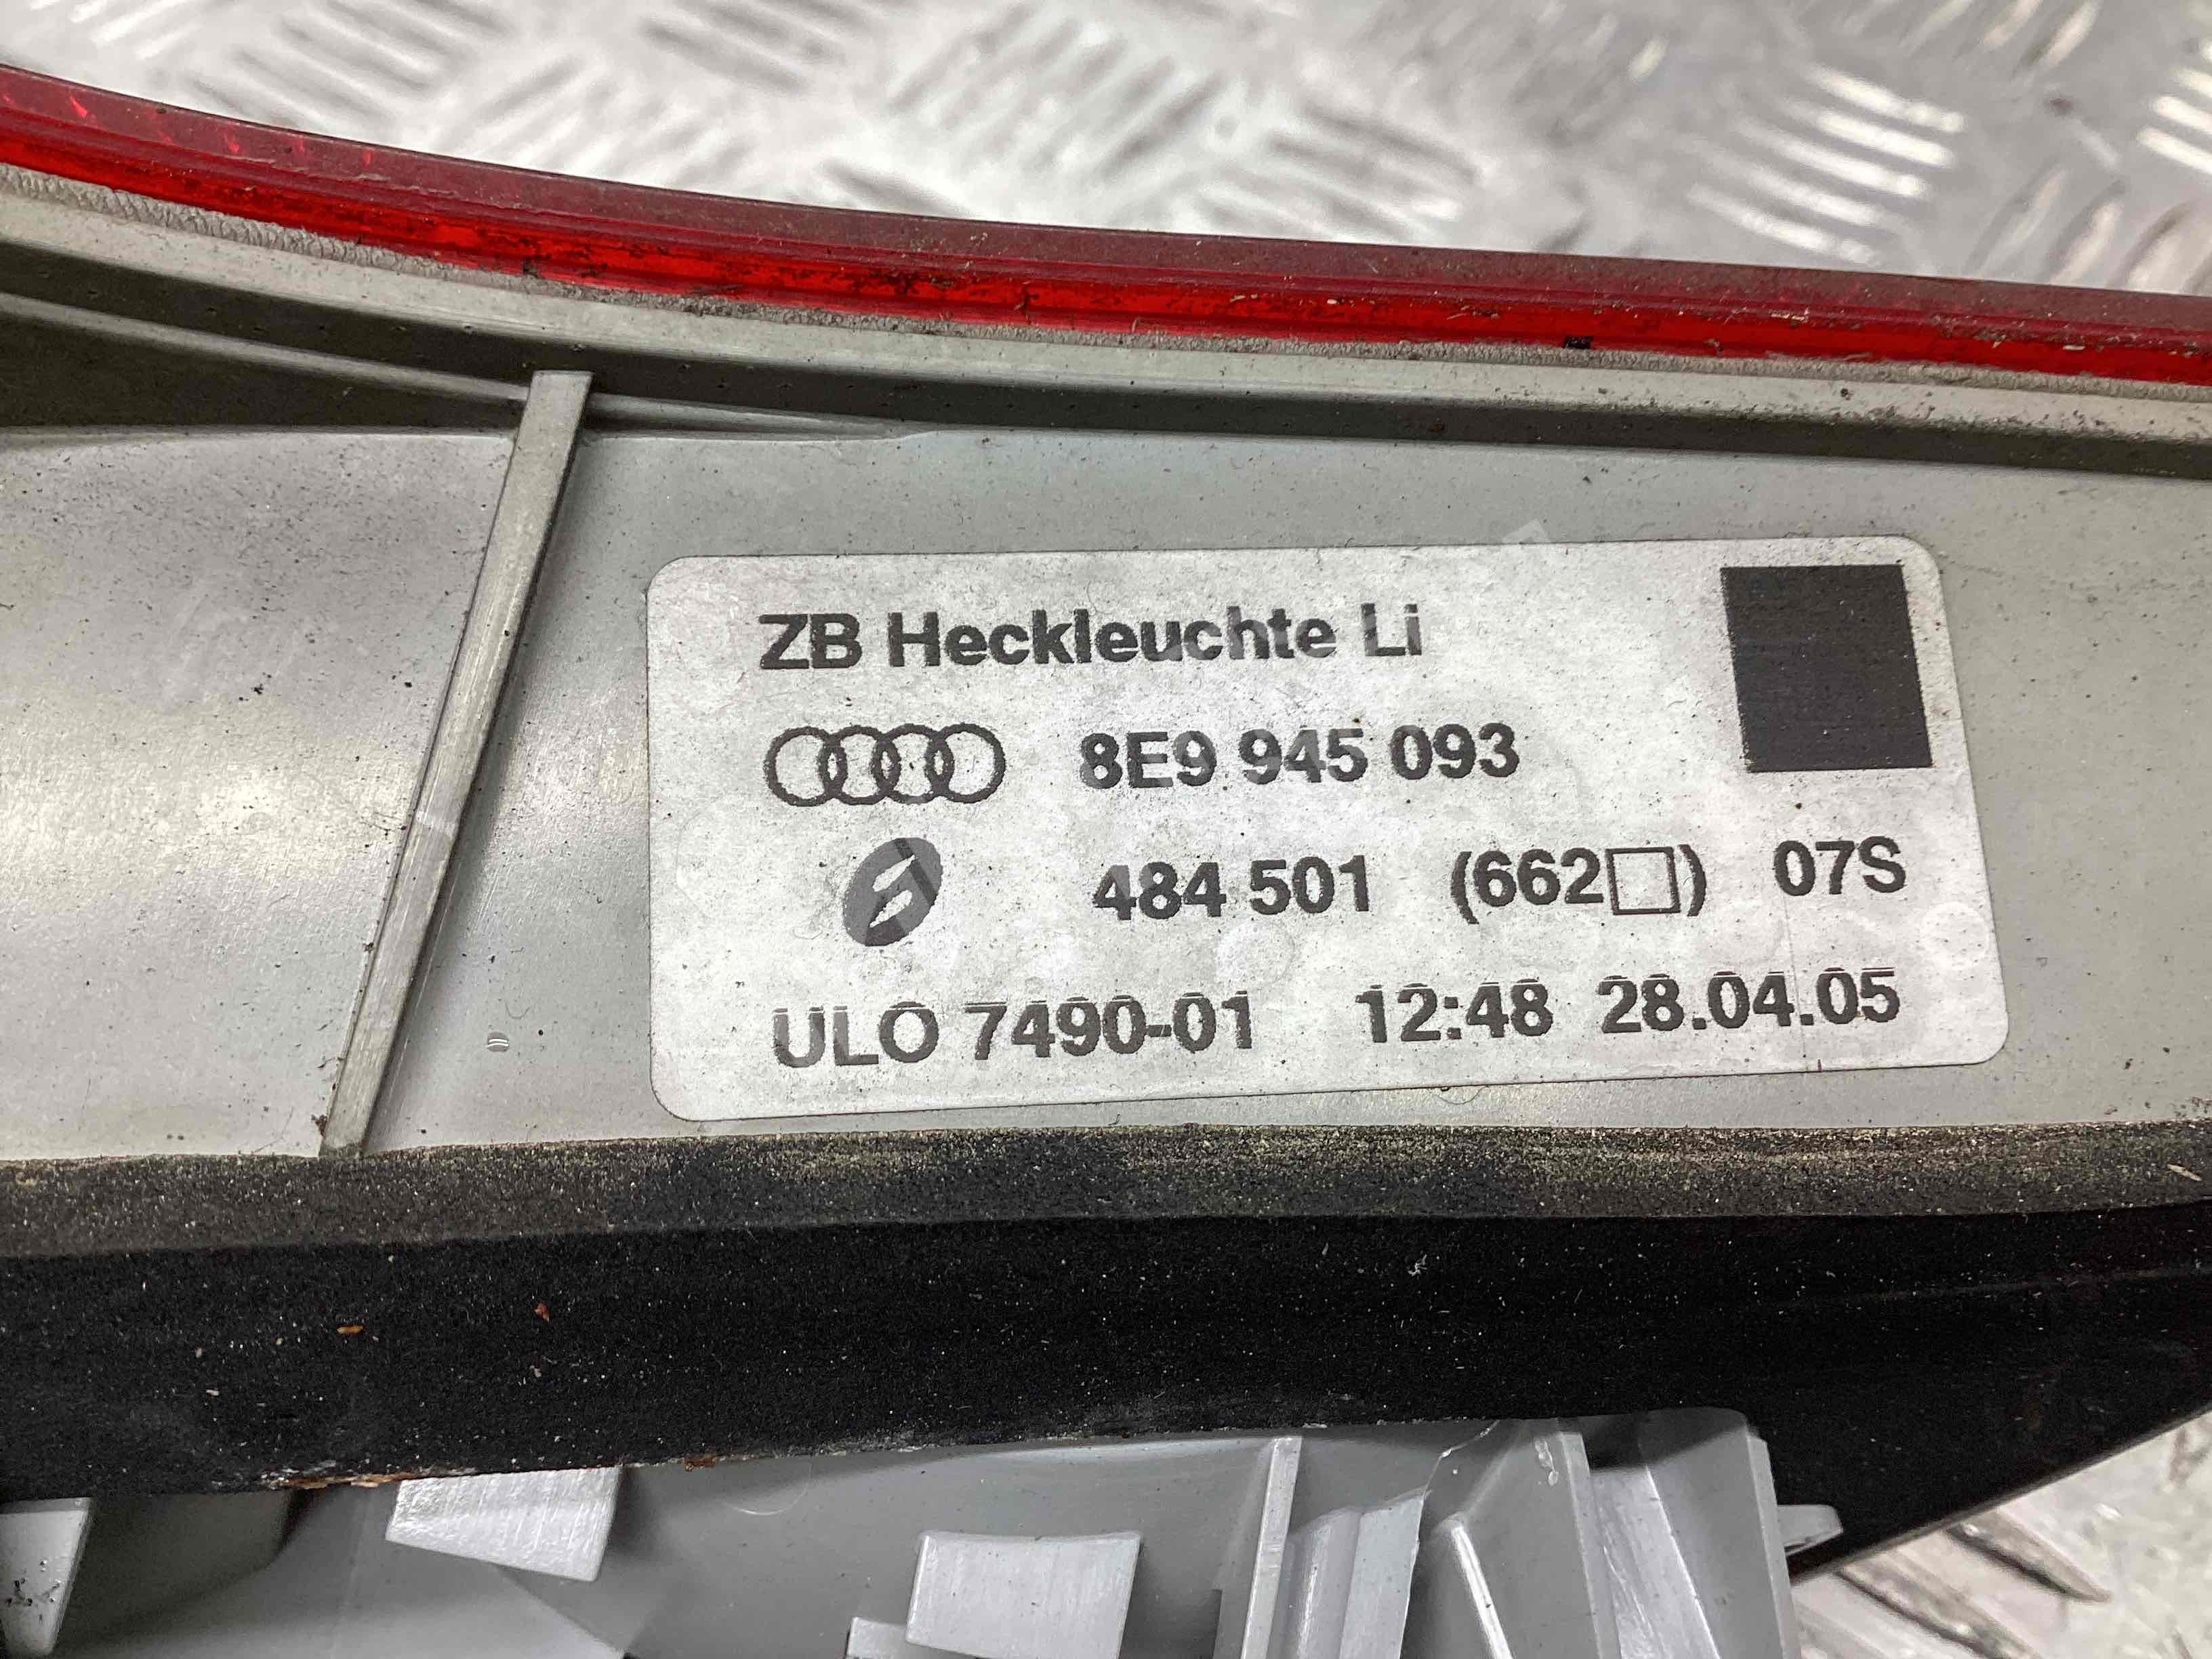 ZB Heckleuchte Li
8E9 945 093
484 501 (662□) 07S
ULO 7490-01 12:48 28.04.05